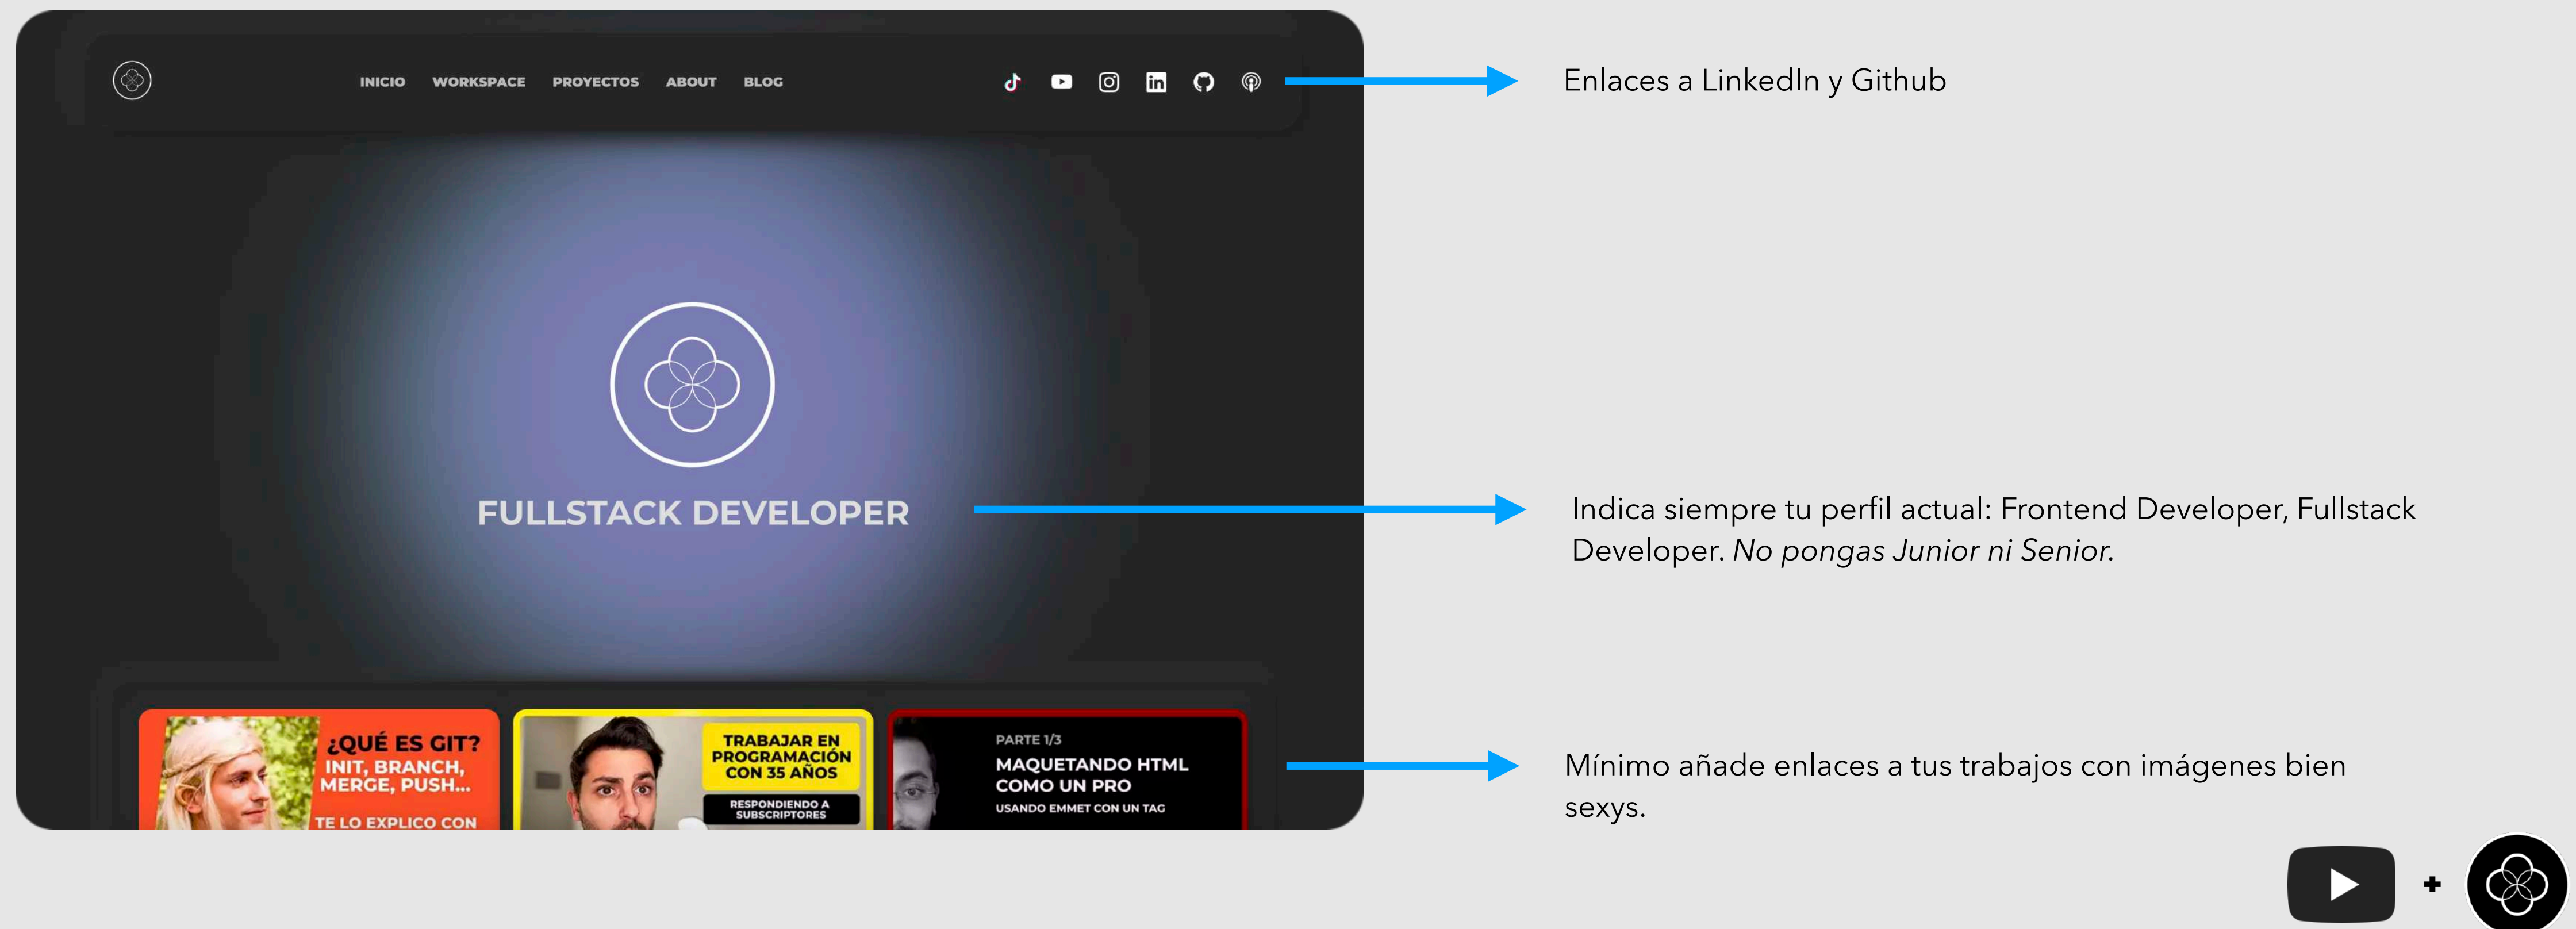 INICIO WORKSPACE PROYECTOS ABOUT BLOG
in
Enlaces a LinkedIn y Github
FULLSTACK DEVELOPER
Indica siempre tu perfil actual: Frontend Developer, Fullstack
Developer. No pongas Junior ni Senior.
¿QUÉ ES GIT?
INIT, BRANCH,
MERGE, PUSH...
TE LO EXPLICO CON
TRABAJAR EN
PROGRAMACIÓN
CON 35 AÑOS
RESPONDIENDO A
SUBSCRIPTORES
PARTE 1/3
MAQUETANDO HTML
COMO UN PRO
USANDO EMMET CON UN TAG
Mínimo añade enlaces a tus trabajos con imágenes bien
sexys.
+